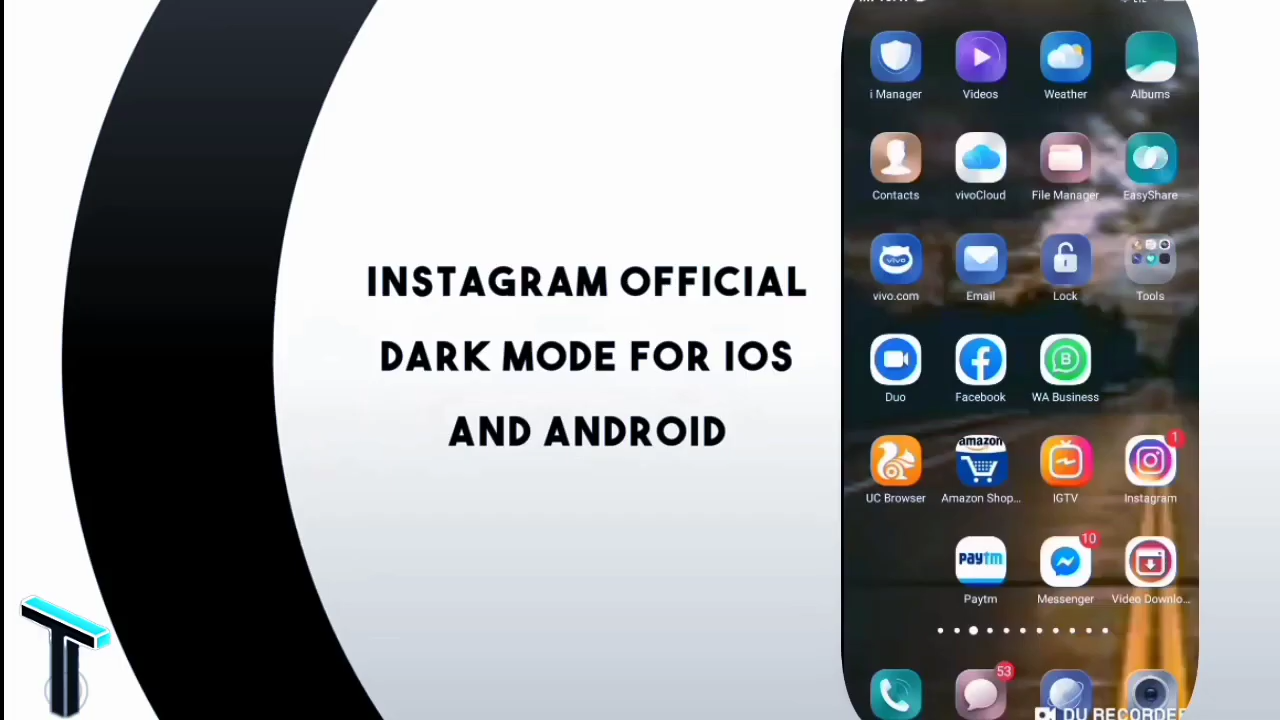 INSTAGRAM OFFICIAL
DARK MODE FOR IOS
AND ANDROID
i Manager Videos Weather Albums
Contacts vivoCloud File Manager EasyShare
vivo
vivo.com Email Lock Tools
B
Duo Facebook WA Business
amazon 1
UC Browser Amazon Shop... IGTV Instagram
paytm 10
Paytm Messenger Video Downlo...
53
DU RECORDER
T